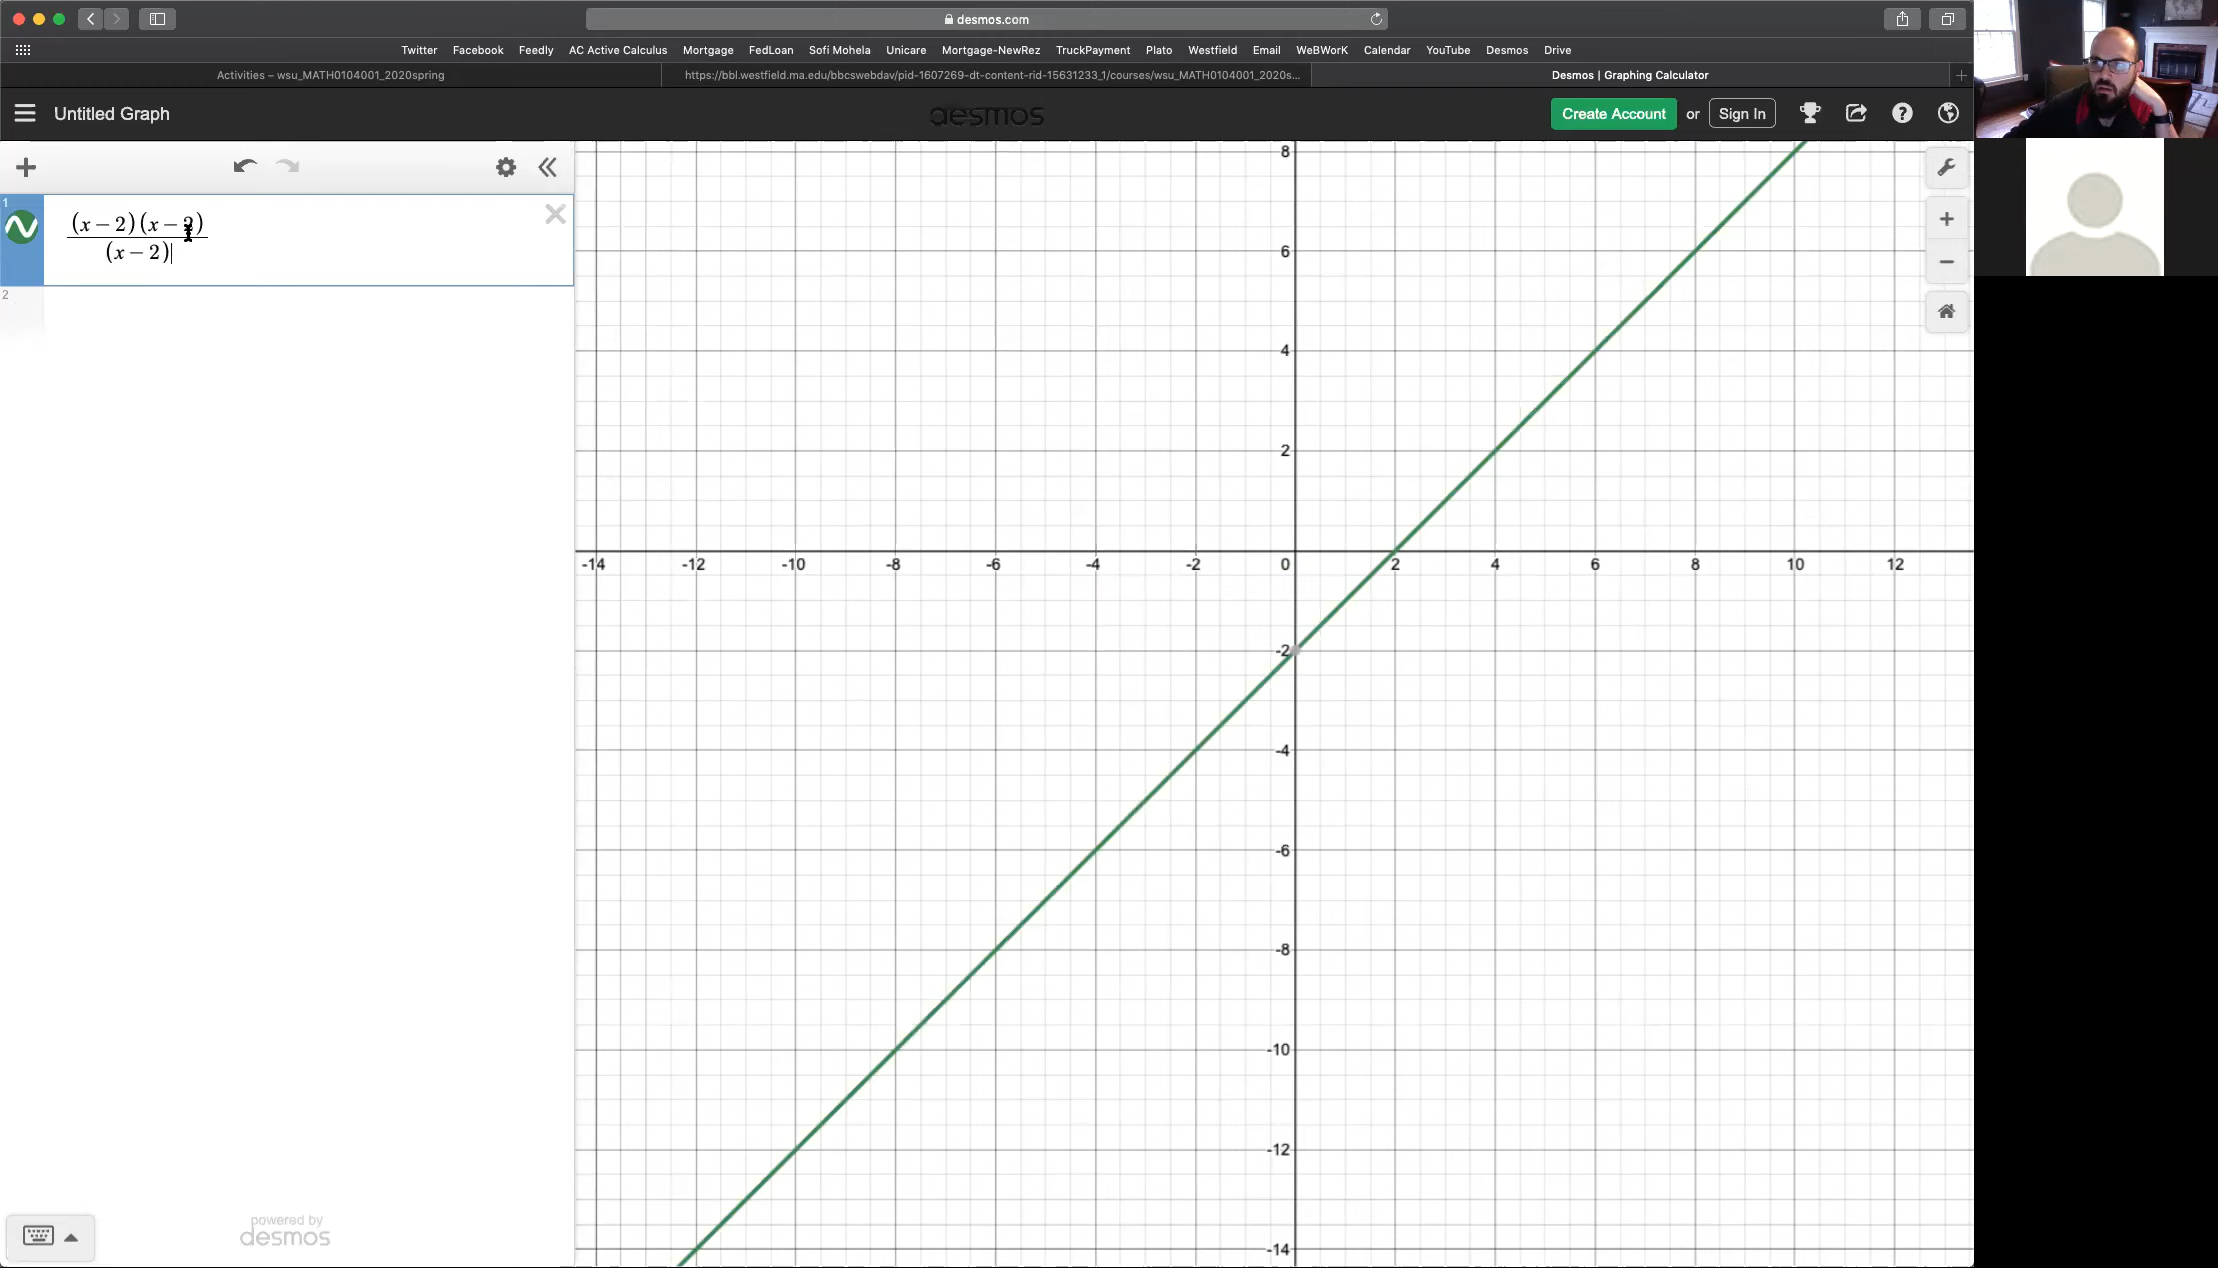 desmos.com
Twitter Facebook Feedly AC Active Calculus Mortgage FedLoan Sofi Mohela Unicare Mortgage-NewRez TruckPayment Plato Westfield Email WeBWorK Calendar YouTube Desmos Drive
Activities – wsu_MATH0104001_2020spring
https://bbl.westfield.ma.edu/bbcswebdav/pid-1607269-dt-content-rid-15631233_1/courses/wsu_MATH0104001_2020s...
Desmos | Graphing Calculator
Untitled Graph
desmos
Create Account or Sign In
1
(x − 2)(x − 2)
(x − 2)
2
8
6
4
2
-14 -12 -10 -8 -6 -4 -2 0 2 4 6 8 10 12
-2
-4
-6
-8
-10
-12
-14
powered by
desmos